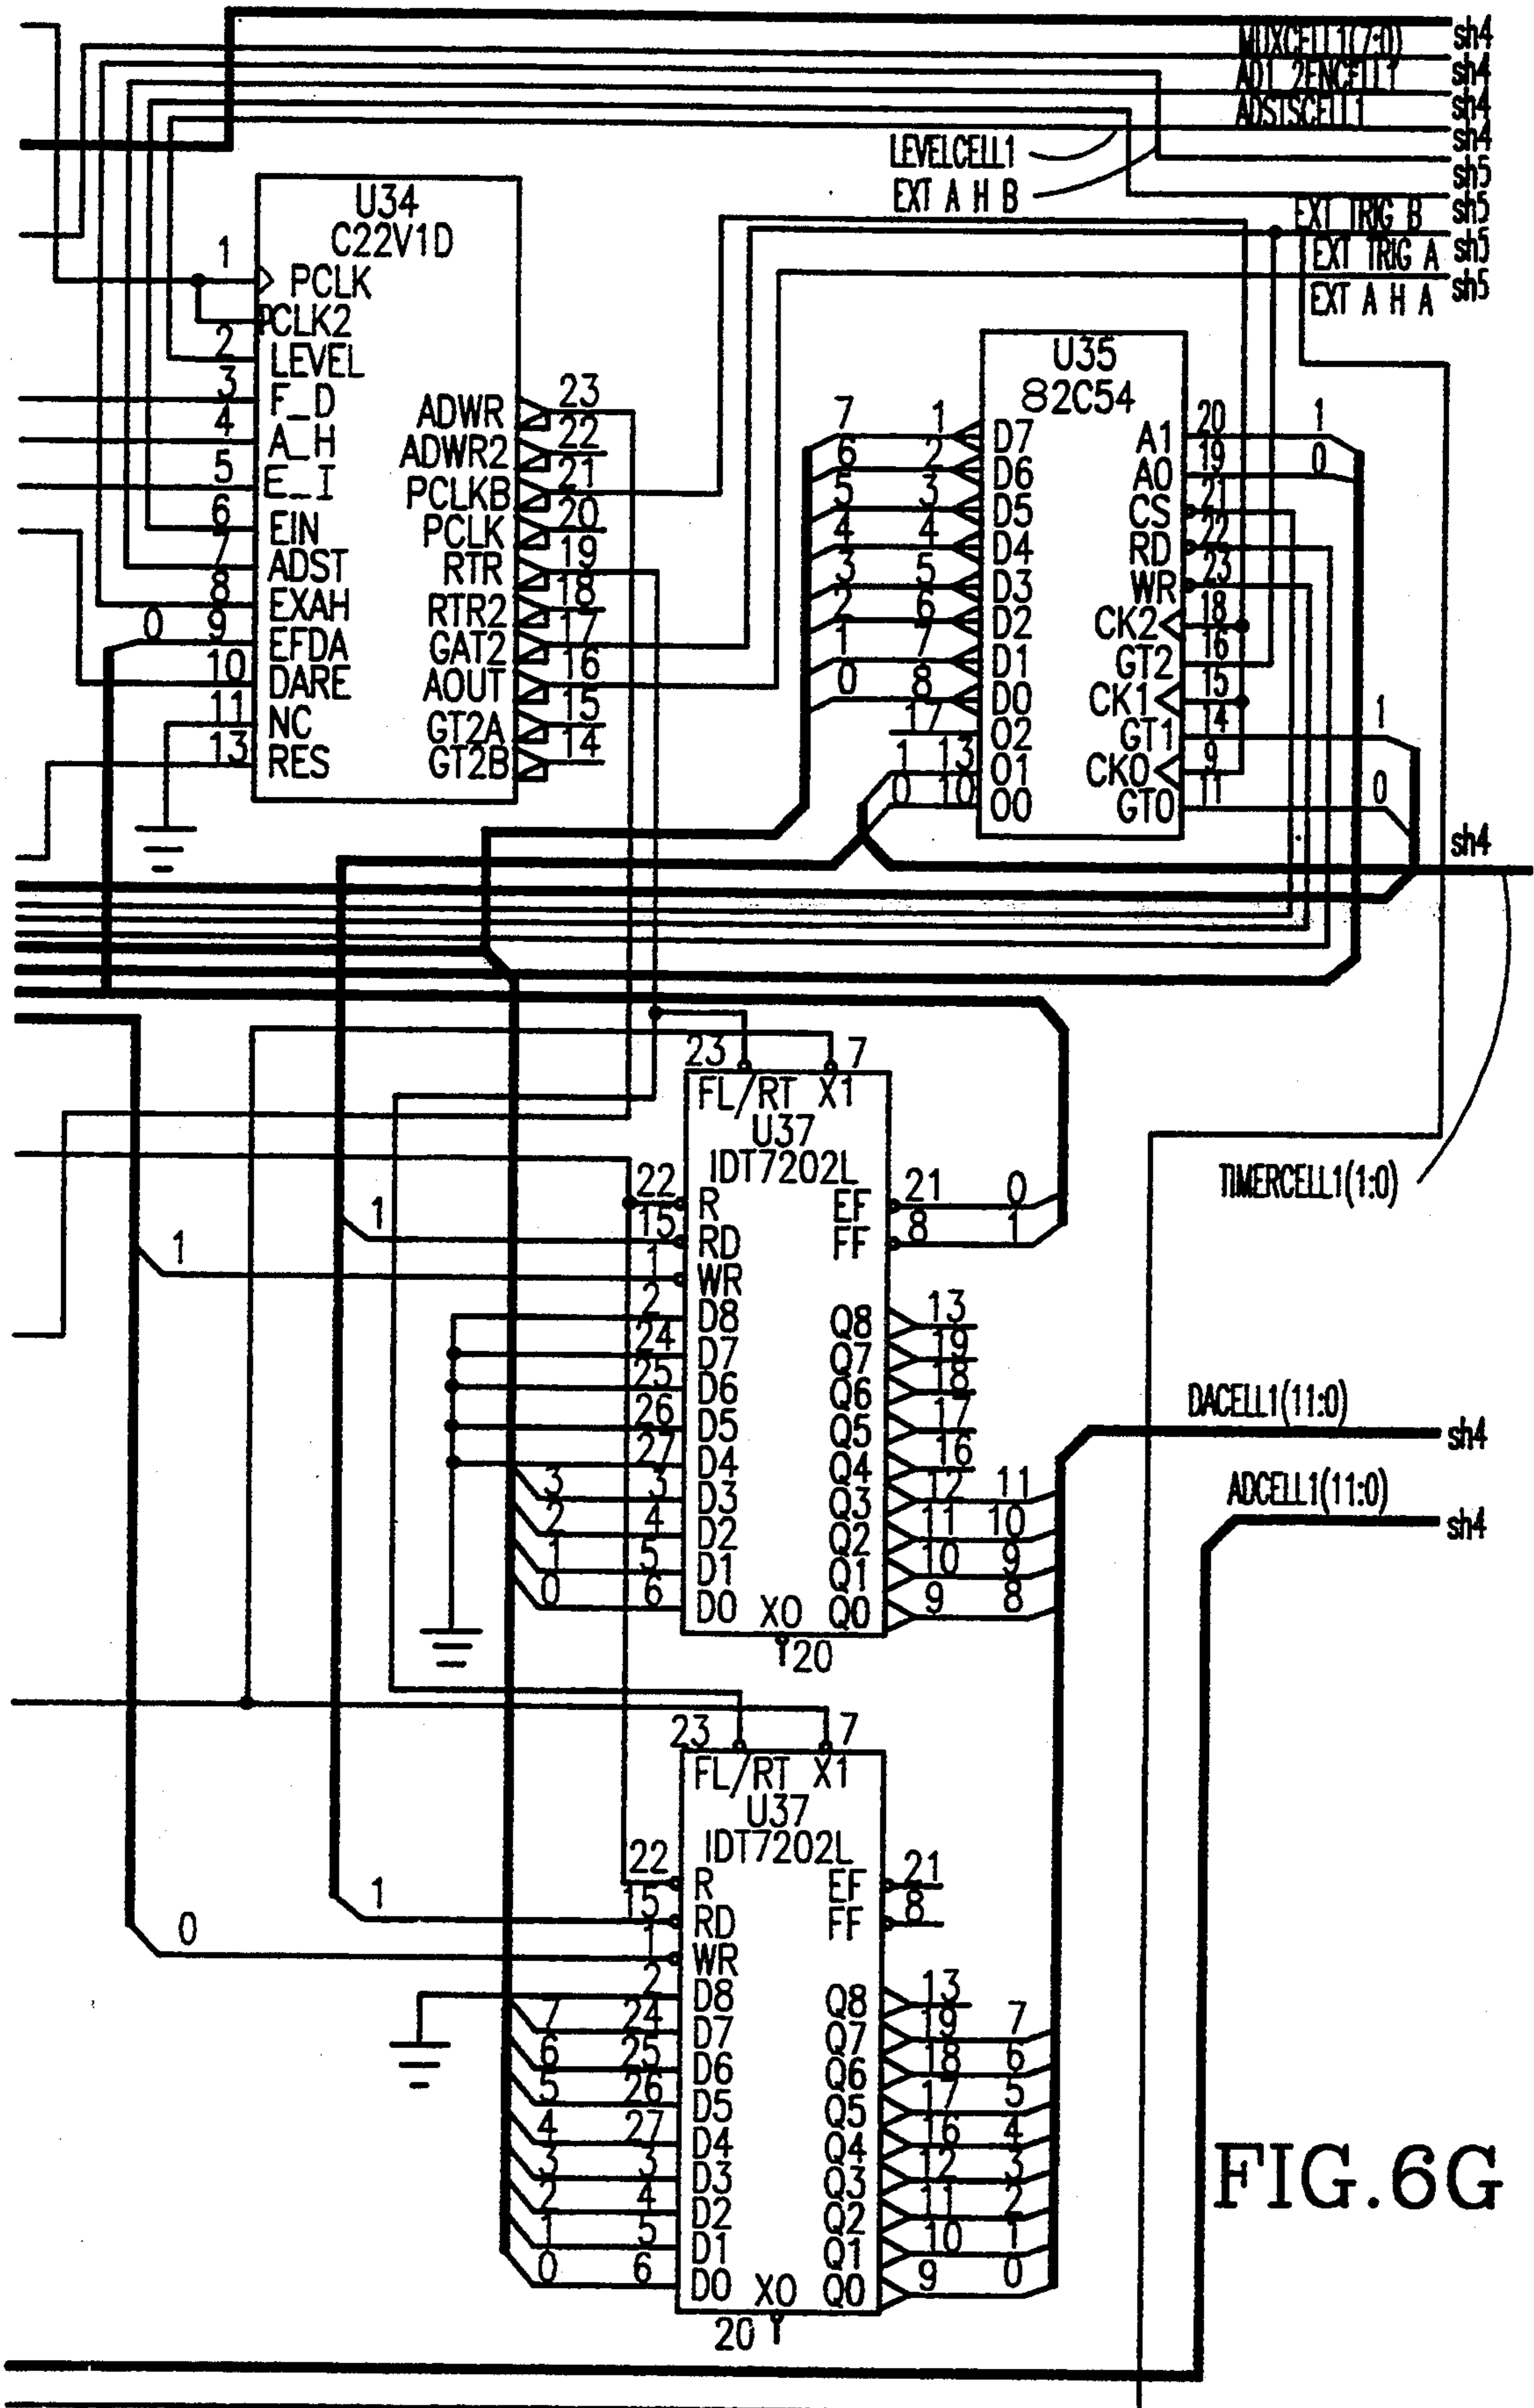 sh4
MUXCELL1(7:0)
sh4
AD1_2ENCELL1
sh4
ADSTSCELL1
sh4
LEVELCELL1
sh5
EXT A H B
sh5
EXT TRIG B
sh5
EXT TRIG A
sh5
EXT A H A
U34
C22V1D
1 PCLK
PCLK2
2 LEVEL
3 F_D
4 A_H
5 E_I
6 EIN
7 ADST
8 EXAH
0 9 EFDA
10 DARE
11 NC
13 RES
ADWR 23
ADWR2 22
PCLKB 21
PCLK 20
RTR 19
RTR2 18
GAT2 17
AOUT 16
GT2A 15
GT2B 14
U35
82C54
7 1 D7
6 2 D6
5 3 D5
4 4 D4
3 5 D3
2 6 D2
1 7 D1
0 8 D0
17 O2
1 13 O1
0 10 O0
A1 20 1
A0 19 0
CS 21
RD 22
WR 23
CK2 18
GT2 16
CK1 15
GT1 14 1
CK0 9
GT0 11 0
sh4
TIMERCELL1(1:0)
23 7
FL/RT X1
U37
IDT7202L
22 R
1 15 RD
1 1 WR
2 D8
24 D7
25 D6
26 D5
27 D4
3 3 D3
2 4 D2
1 5 D1
0 6 D0
EF 21 0
FF 8 1
Q8 13
Q7 19
Q6 18
Q5 17
Q4 16
Q3 12 11
Q2 11 10
Q1 10 9
Q0 9 8
XO
20
DACELL1(11:0)
sh4
ADCELL1(11:0)
sh4
23 7
FL/RT X1
U37
IDT7202L
22 R
1 15 RD
0 1 WR
2 D8
7 24 D7
6 25 D6
5 26 D5
4 27 D4
3 3 D3
2 4 D2
1 5 D1
0 6 D0
EF 21
FF 8
Q8 13
Q7 19 7
Q6 18 6
Q5 17 5
Q4 16 4
Q3 12 3
Q2 11 2
Q1 10 1
Q0 9 0
XO
20
FIG.6G